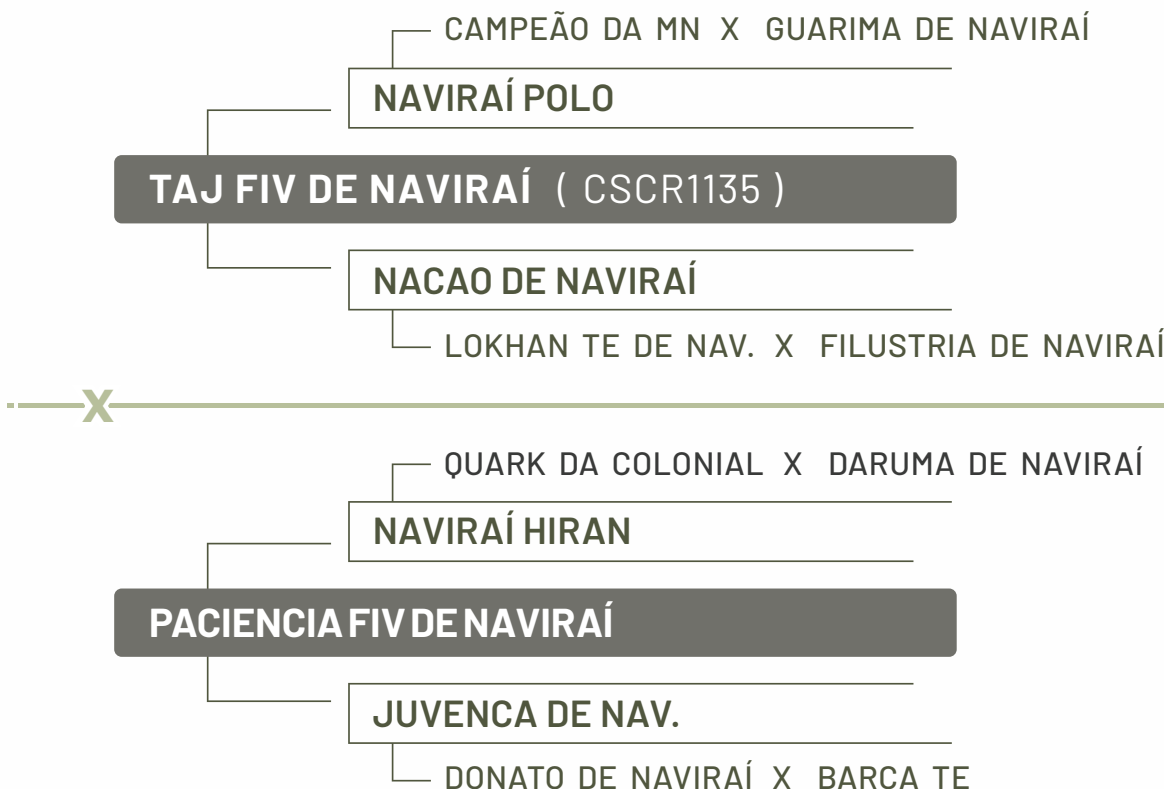 CAMPEÃO DA MN X GUARIMA DE NAVIRAÍ
NAVIRAÍ POLO
TAJ FIV DE NAVIRAÍ ( CSCR1135 )
NACAO DE NAVIRAÍ
LOKHAN TE DE NAV. X FILUSTRIA DE NAVIRAÍ
X
QUARK DA COLONIAL X DARUMA DE NAVIRAÍ
NAVIRAÍ HIRAN
PACIENCIA FIV DE NAVIRAÍ
JUVENCA DE NAV.
DONATO DE NAVIRAÍ X BARCA TE